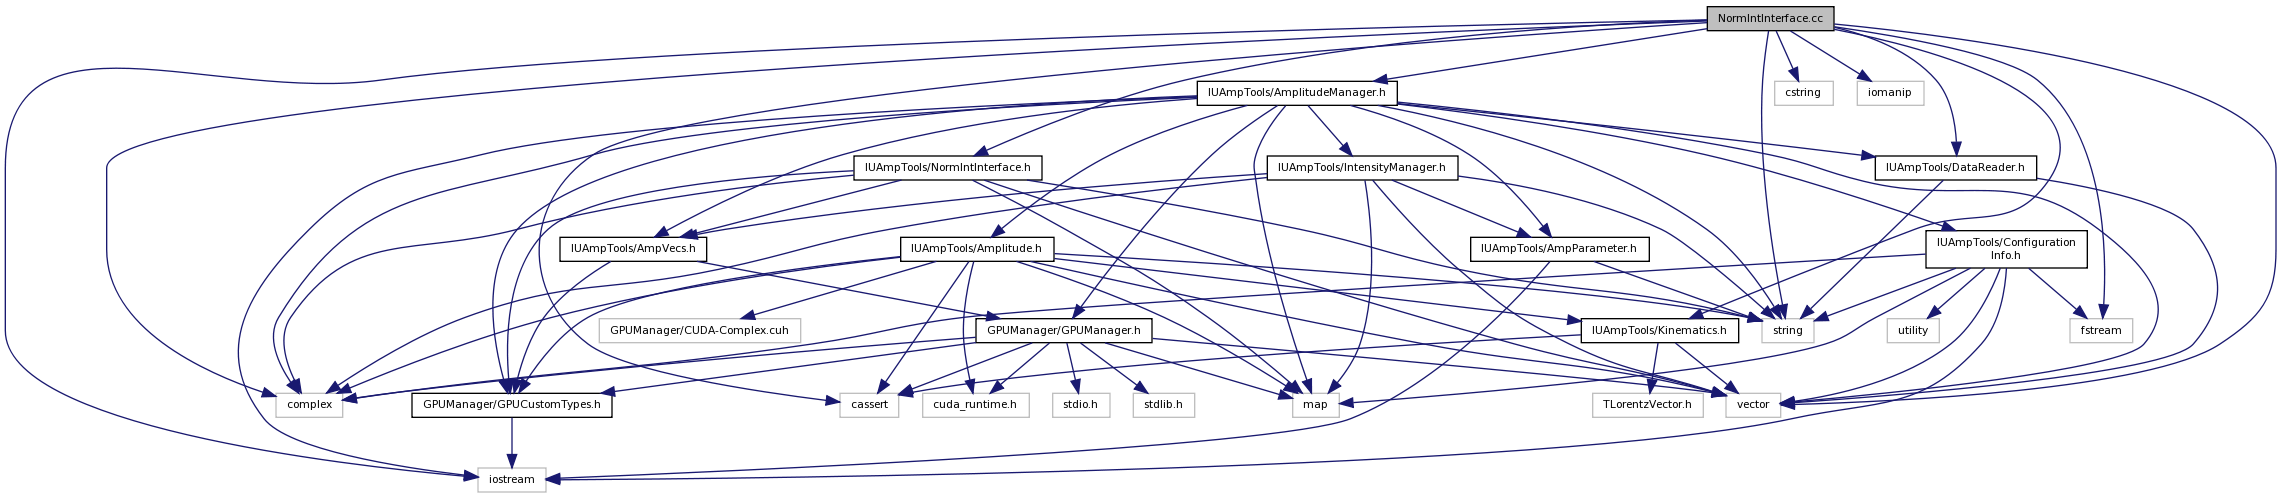 NormIntInterface.cc
IUAmpTools/AmplitudeManager.h
cstring
iomanip
IUAmpTools/NormIntInterface.h
IUAmpTools/IntensityManager.h
IUAmpTools/DataReader.h
IUAmpTools/AmpVecs.h
IUAmpTools/Amplitude.h
IUAmpTools/AmpParameter.h
IUAmpTools/Configuration
Info.h
GPUManager/CUDA-Complex.cuh
GPUManager/GPUManager.h
IUAmpTools/Kinematics.h
string
utility
fstream
complex
GPUManager/GPUCustomTypes.h
cassert
cuda_runtime.h
stdio.h
stdlib.h
map
TLorentzVector.h
vector
iostream